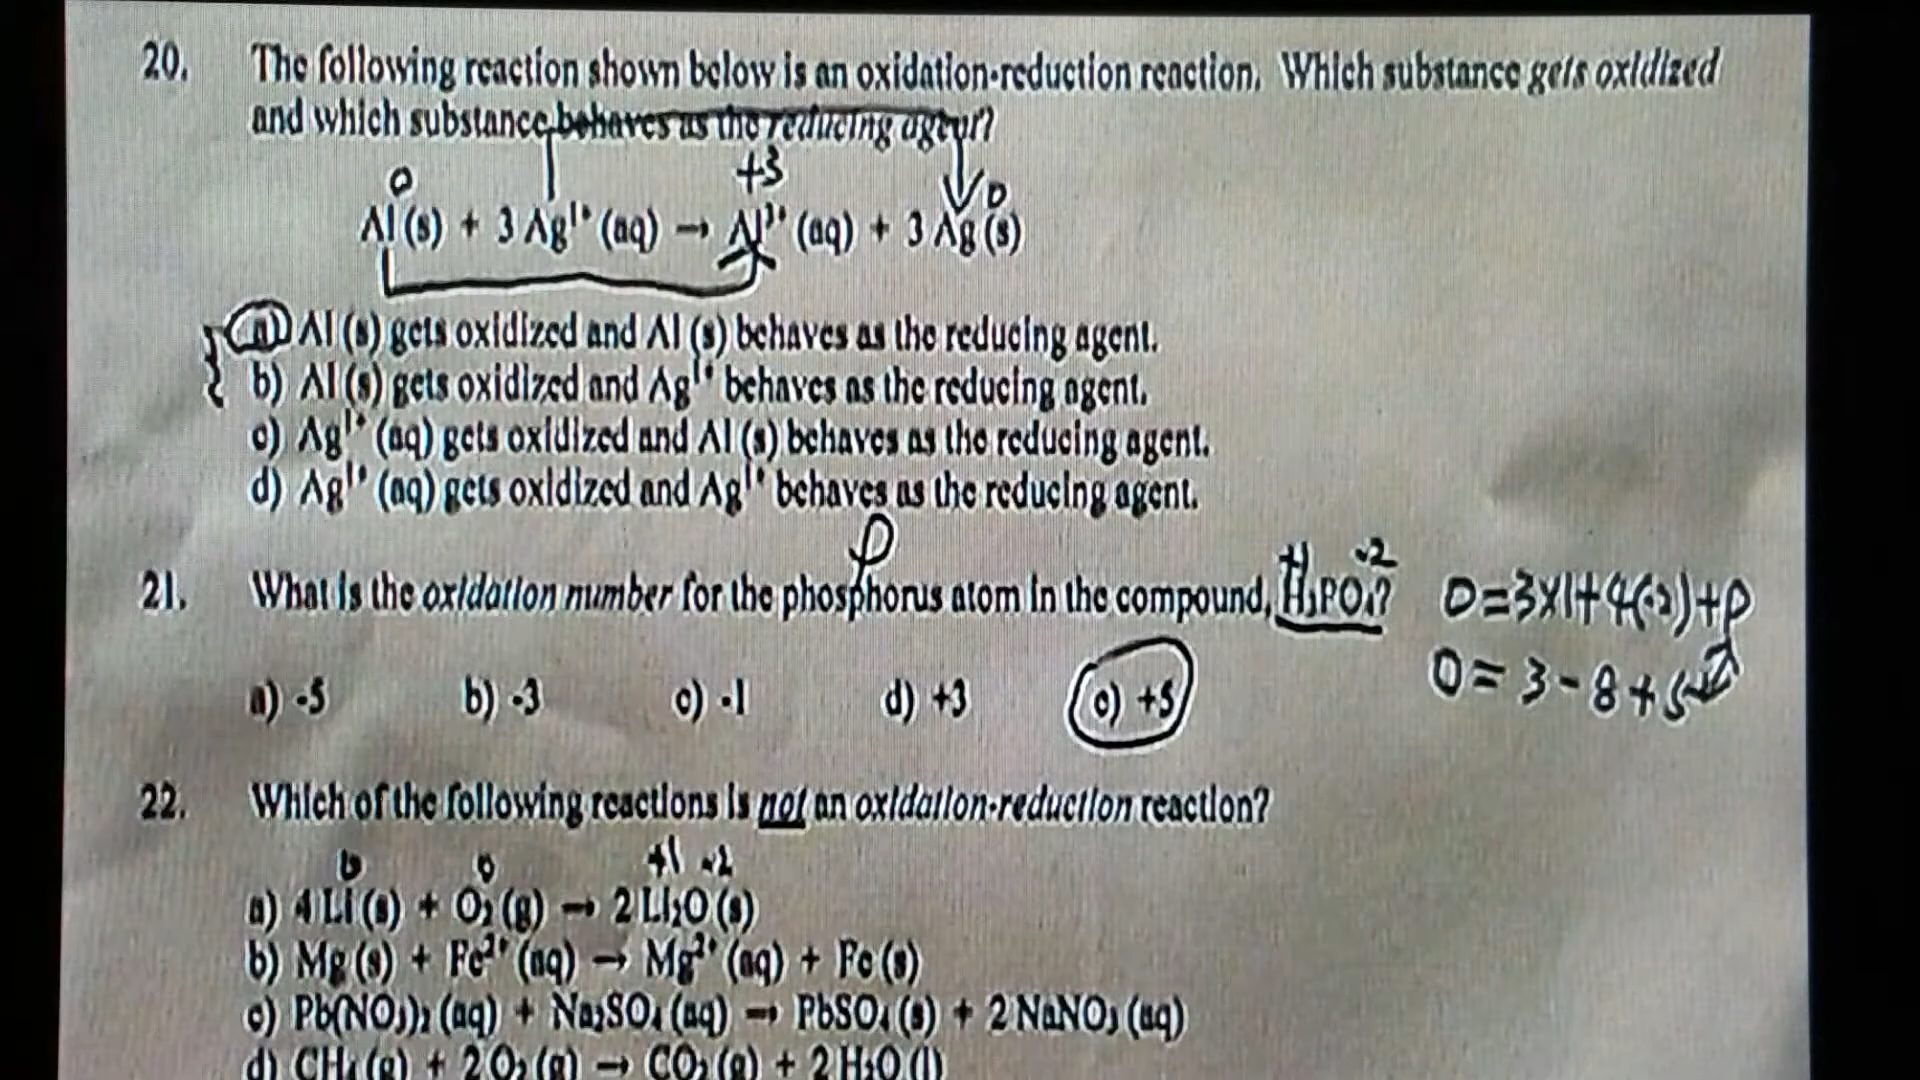 20. The following reaction shown below is an oxidation-reduction reaction. Which substance gets oxidized
and which substance behaves as the reducing agent?
0 +3 0
Al (s) + 3 Ag¹⁺ (aq) → Al³⁺ (aq) + 3 Ag (s)
a) Al (s) gets oxidized and Al (s) behaves as the reducing agent.
b) Al (s) gets oxidized and Ag¹⁺ behaves as the reducing agent.
c) Ag¹⁺ (aq) gets oxidized and Al (s) behaves as the reducing agent.
d) Ag¹⁺ (aq) gets oxidized and Ag¹⁺ behaves as the reducing agent.
P +1 -2
21. What is the oxidation number for the phosphorus atom in the compound, H₃PO₄? 0=3x1+4(-2)+P
0=3-8+5
a) -5 b) -3 c) -1 d) +3 e) +5
22. Which of the following reactions is not an oxidation-reduction reaction?
0 0 +1 -2
a) 4 Li (s) + O₂ (g) → 2 Li₂O (s)
b) Mg (s) + Fe²⁺ (aq) → Mg²⁺ (aq) + Fe (s)
c) Pb(NO₃)₂ (aq) + Na₂SO₄ (aq) → PbSO₄ (s) + 2 NaNO₃ (aq)
d) CH₄ (g) + 2 O₂ (g) → CO₂ (g) + 2 H₂O (l)